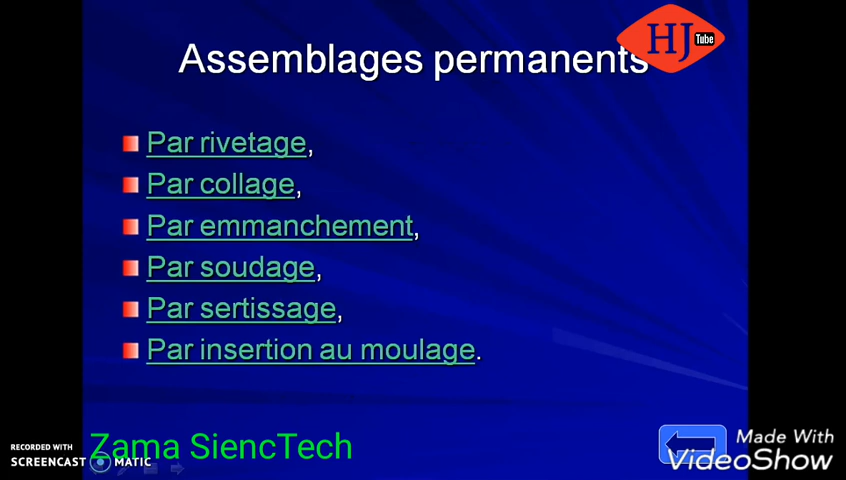 HJ
Tube
Assemblages permanents
Par rivetage,
Par collage,
Par emmanchement,
Par soudage,
Par sertissage,
Par insertion au moulage.
Zama SiencTech
RECORDED WITH
SCREENCAST MATIC
Made With
VideoShow